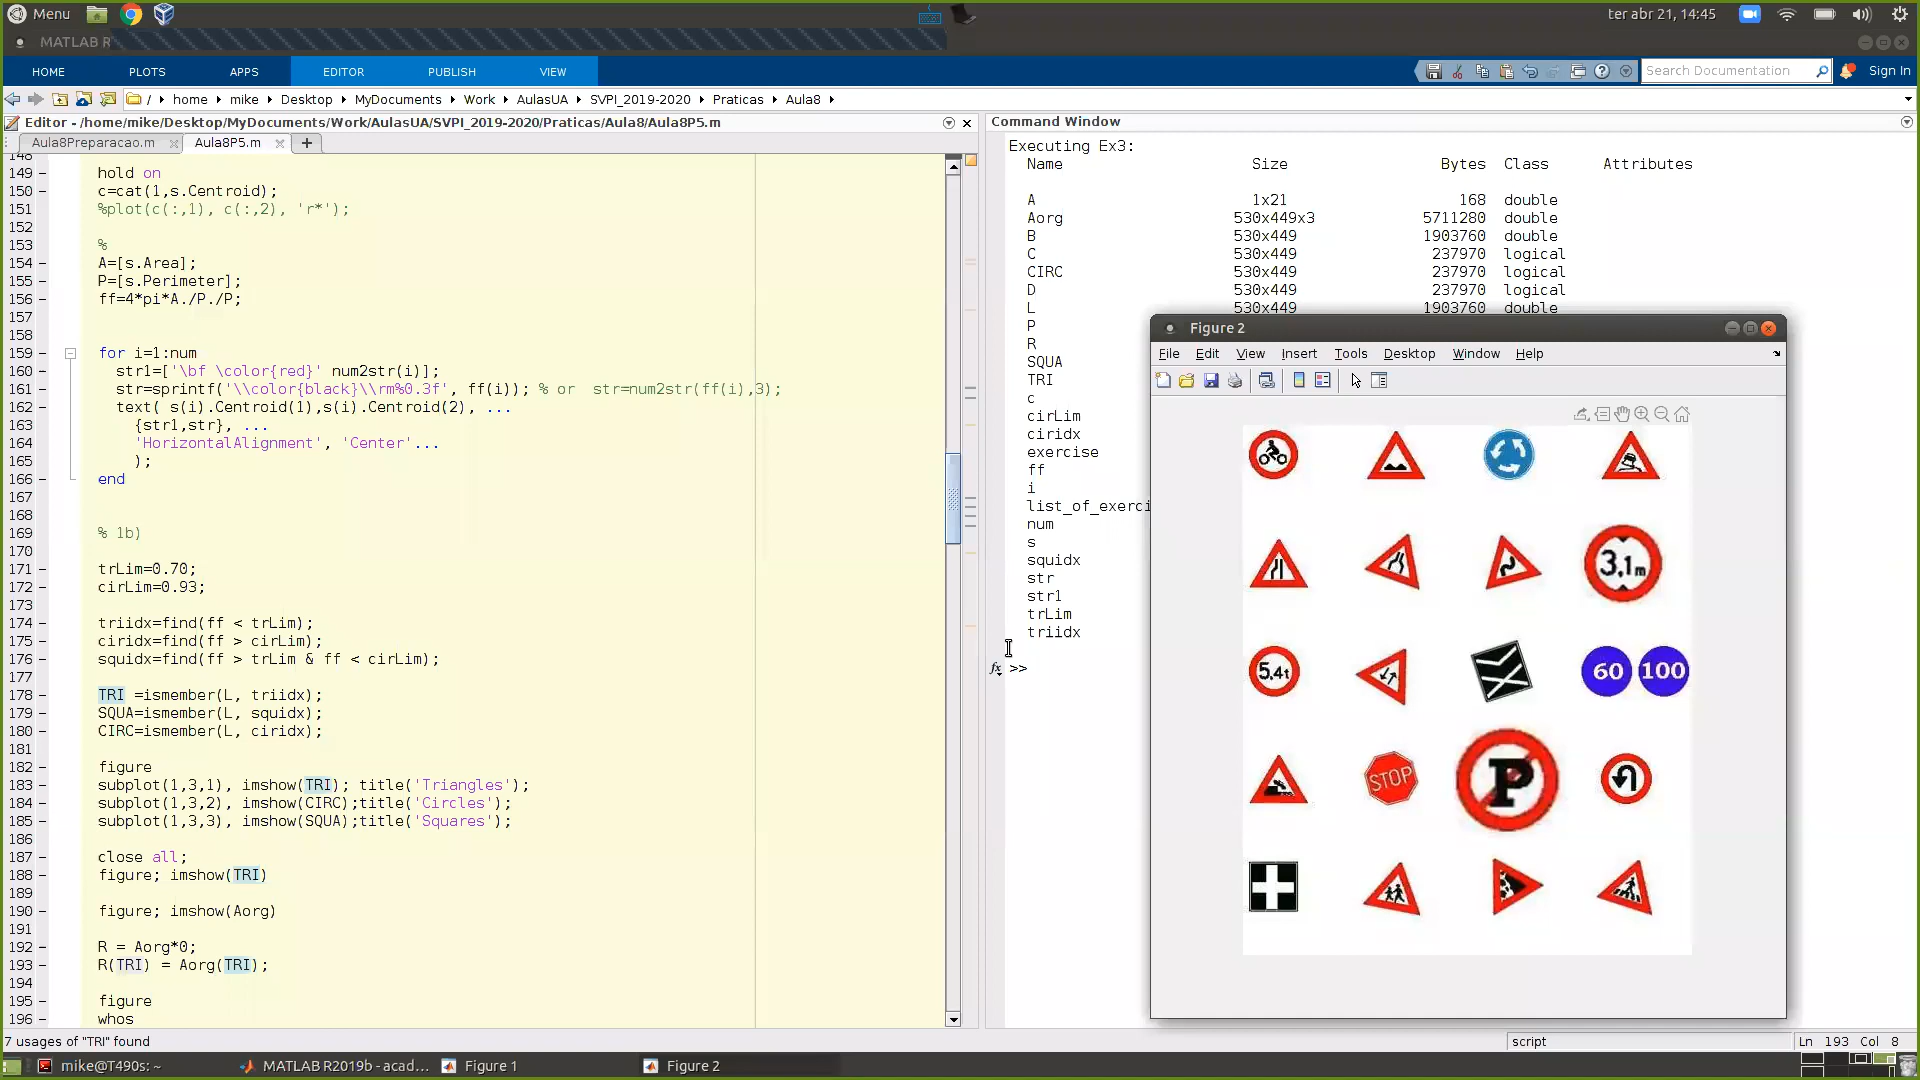 Menu
ter abr 21, 14:45
MATLAB R
HOME PLOTS APPS EDITOR PUBLISH VIEW
Search Documentation
Sign In
/ home mike Desktop MyDocuments Work AulasUA SVPI_2019-2020 Praticas Aula8
Editor - /home/mike/Desktop/MyDocuments/Work/AulasUA/SVPI_2019-2020/Praticas/Aula8/Aula8P5.m
Aula8Preparacao.m Aula8P5.m +
148
149 hold on
150 c=cat(1,s.Centroid);
151 %plot(c(:,1), c(:,2), 'r*');
152
153 %
154 A=[s.Area];
155 P=[s.Perimeter];
156 ff=4*pi*A./P./P;
157
158
159 for i=1:num
160 str1=['\bf \color{red}' num2str(i)];
161 str=sprintf('\\color{black}\\rm%0.3f', ff(i)); % or  str=num2str(ff(i),3);
162 text( s(i).Centroid(1),s(i).Centroid(2), ...
163 {str1,str}, ...
164 'HorizontalAlignment', 'Center'...
165 );
166 end
167
168
169 % 1b)
170
171 trLim=0.70;
172 cirLim=0.93;
173
174 triidx=find(ff < trLim);
175 ciridx=find(ff > cirLim);
176 squidx=find(ff > trLim & ff < cirLim);
177
178 TRI =ismember(L, triidx);
179 SQUA=ismember(L, squidx);
180 CIRC=ismember(L, ciridx);
181
182 figure
183 subplot(1,3,1), imshow(TRI); title('Triangles');
184 subplot(1,3,2), imshow(CIRC);title('Circles');
185 subplot(1,3,3), imshow(SQUA);title('Squares');
186
187 close all;
188 figure; imshow(TRI)
189
190 figure; imshow(Aorg)
191
192 R = Aorg*0;
193 R(TRI) = Aorg(TRI);
194
195 figure
196 whos
Command Window
Executing Ex3:
Name Size Bytes Class Attributes
A 1x21 168 double
Aorg 530x449x3 5711280 double
B 530x449 1903760 double
C 530x449 237970 logical
CIRC 530x449 237970 logical
D 530x449 237970 logical
L 530x449 1903760 double
P
R
SQUA
TRI
c
cirLim
ciridx
exercise
ff
i
list_of_exerci
num
s
squidx
str
str1
trLim
triidx
fx >>
Figure 2
File Edit View Insert Tools Desktop Window Help
3,1m
5,4t
60 100
STOP
P
7 usages of "TRI" found
script
Ln 193 Col 8
mike@T490s: ~
MATLAB R2019b - acad...
Figure 1
Figure 2